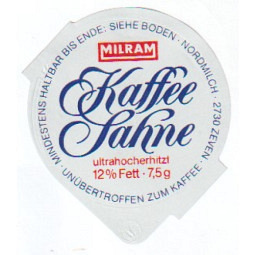 MINDESTENS HALTBAR BIS ENDE: SIEHE BODEN · NORDMILCH · 2730 ZEVEN ·
MILRAM
Kaffee
Sahne
ultrahocherhitzt
12% Fett · 7,5 g
UNÜBERTROFFEN ZUM KAFFEE ·